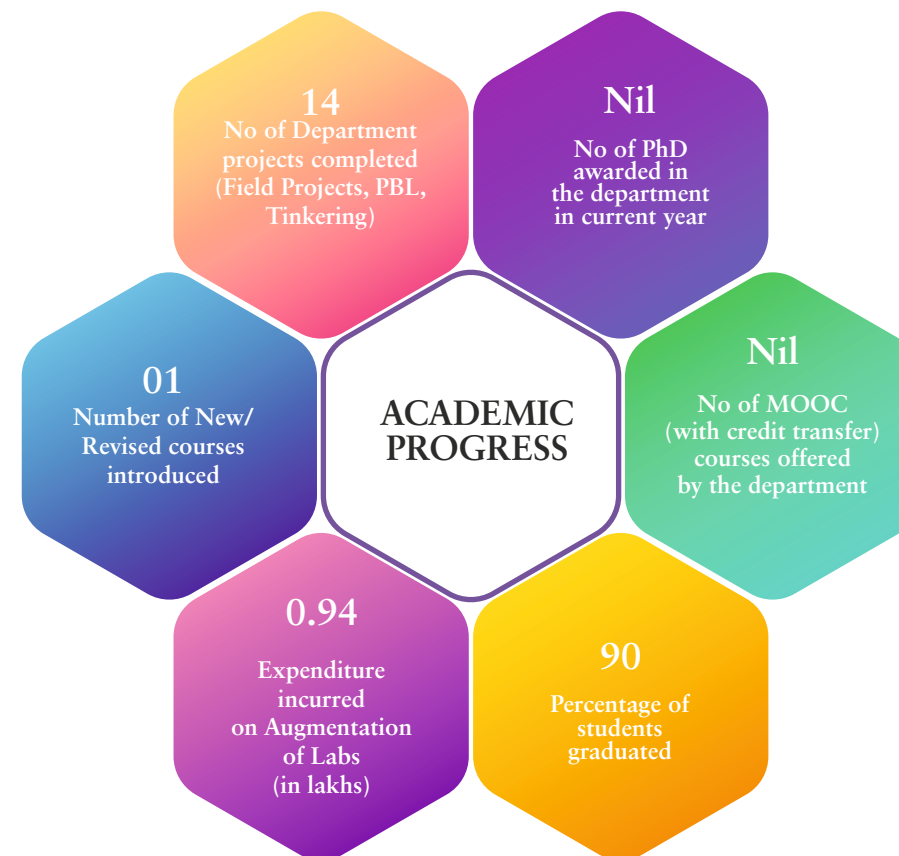 14
No of Department
projects completed
(Field Projects, PBL,
Tinkering)
Nil
No of PhD
awarded in
the department
in current year
01
Number of New/
Revised courses
introduced
ACADEMIC
PROGRESS
Nil
No of MOOC
(with credit transfer)
courses offered
by the department
0.94
Expenditure
incurred
on Augmentation
of Labs
(in lakhs)
90
Percentage of
students
graduated